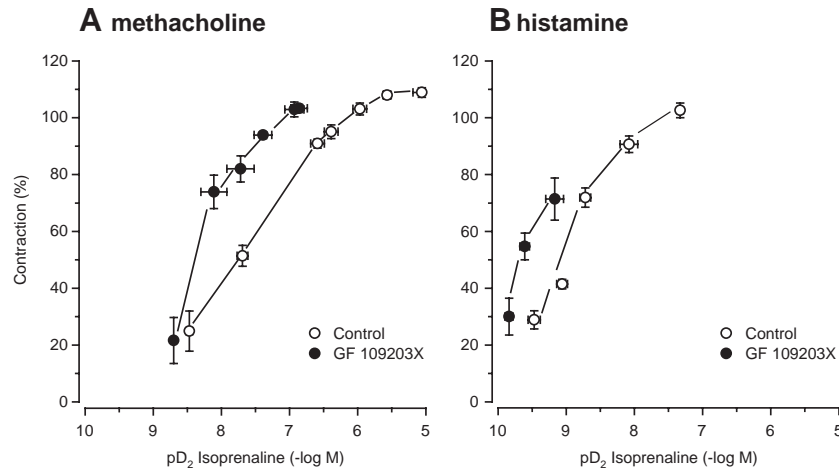 A methacholine
B histamine
Contraction (%)
120
100
80
60
40
20
0
Control
GF 109203X
10 9 8 7 6 5
pD₂ Isoprenaline (-log M)
120
100
80
60
40
20
0
Control
GF 109203X
10 9 8 7 6 5
pD₂ Isoprenaline (-log M)